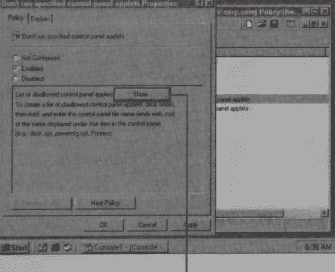 Don't run specified control panel applets Properties
Policy Explain
Don't run specified control panel applets
Not Configured
Enabled
Disabled
List of disallowed control panel applets Show...
To create a list of disallowed control panel applets, click Show,
then Add, and enter the control panel file name (ends with .cpl)
or the name displayed under that item in the control panel.
(e.g., desk.cpl, powercfg.cpl, Printers)
Next Policy
OK Cancel Apply
panel applets
panel applets
Start Console1 - [Console... 6:36 AM